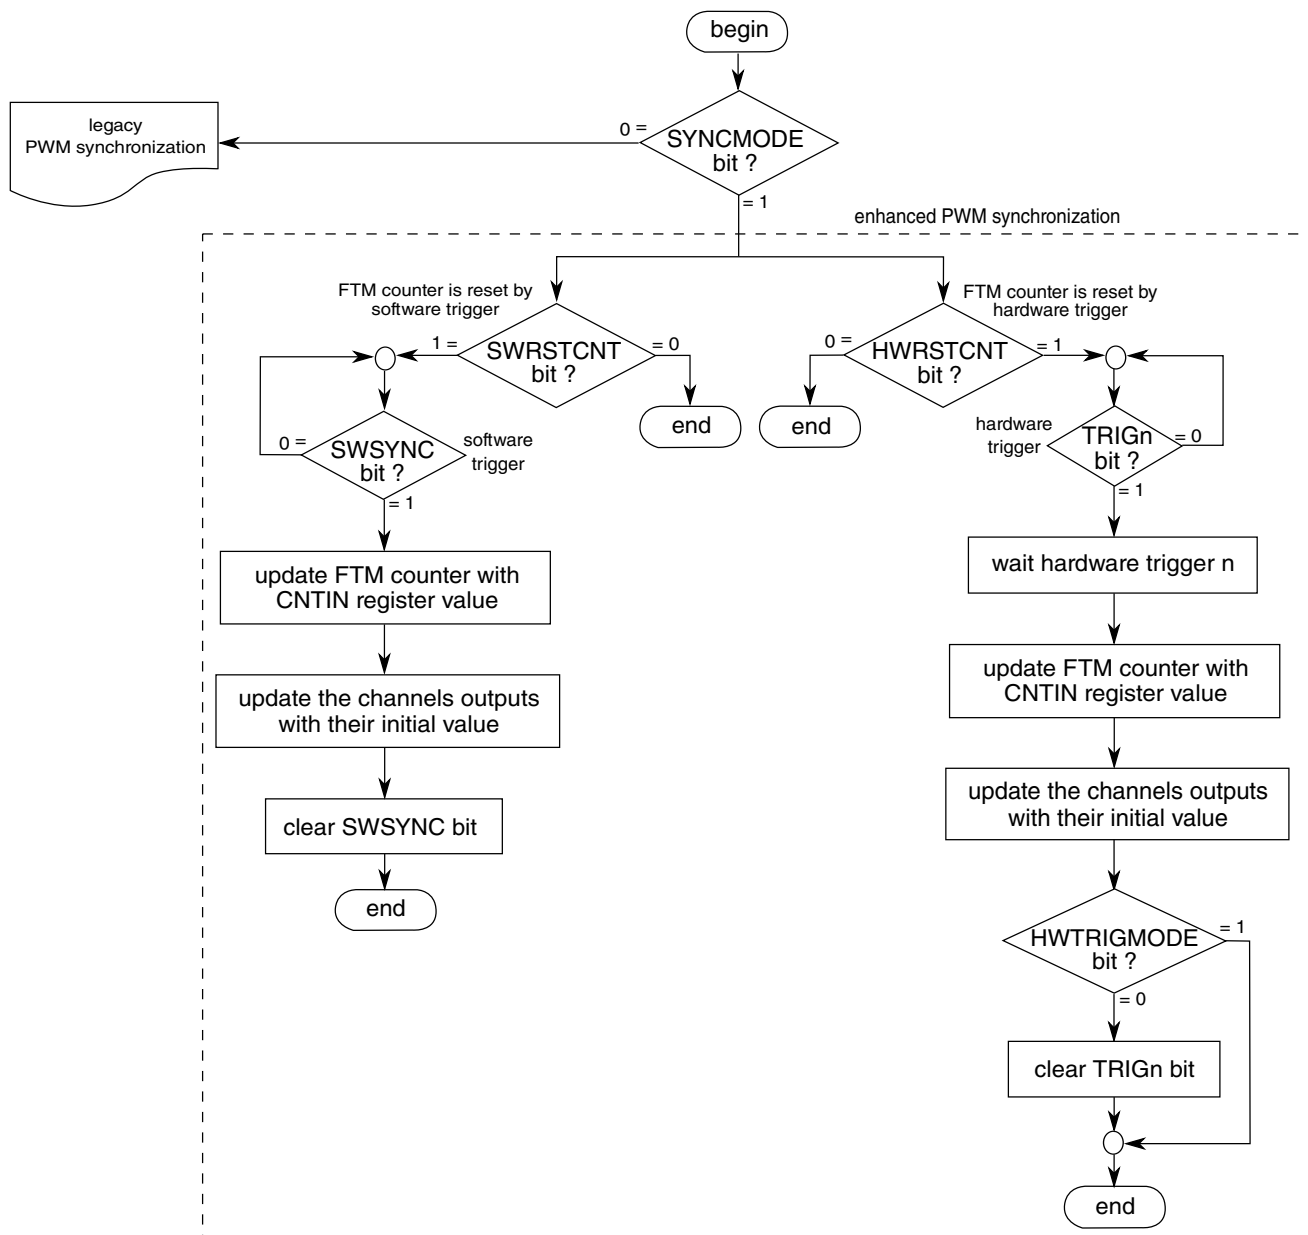 begin
legacy
PWM synchronization
0 =
SYNCMODE
bit ?
= 1
enhanced PWM synchronization
FTM counter is reset by
software trigger
1 =
SWRSTCNT
bit ?
= 0
end
FTM counter is reset by
hardware trigger
0 =
HWRSTCNT
bit ?
= 1
end
0 =
SWSYNC
bit ?
software
trigger
= 1
hardware
trigger
TRIGn
bit ?
= 0
= 1
update FTM counter with
CNTIN register value
update the channels outputs
with their initial value
clear SWSYNC bit
end
wait hardware trigger n
update FTM counter with
CNTIN register value
update the channels outputs
with their initial value
HWTRIGMODE
bit ?
= 1
= 0
clear TRIGn bit
end